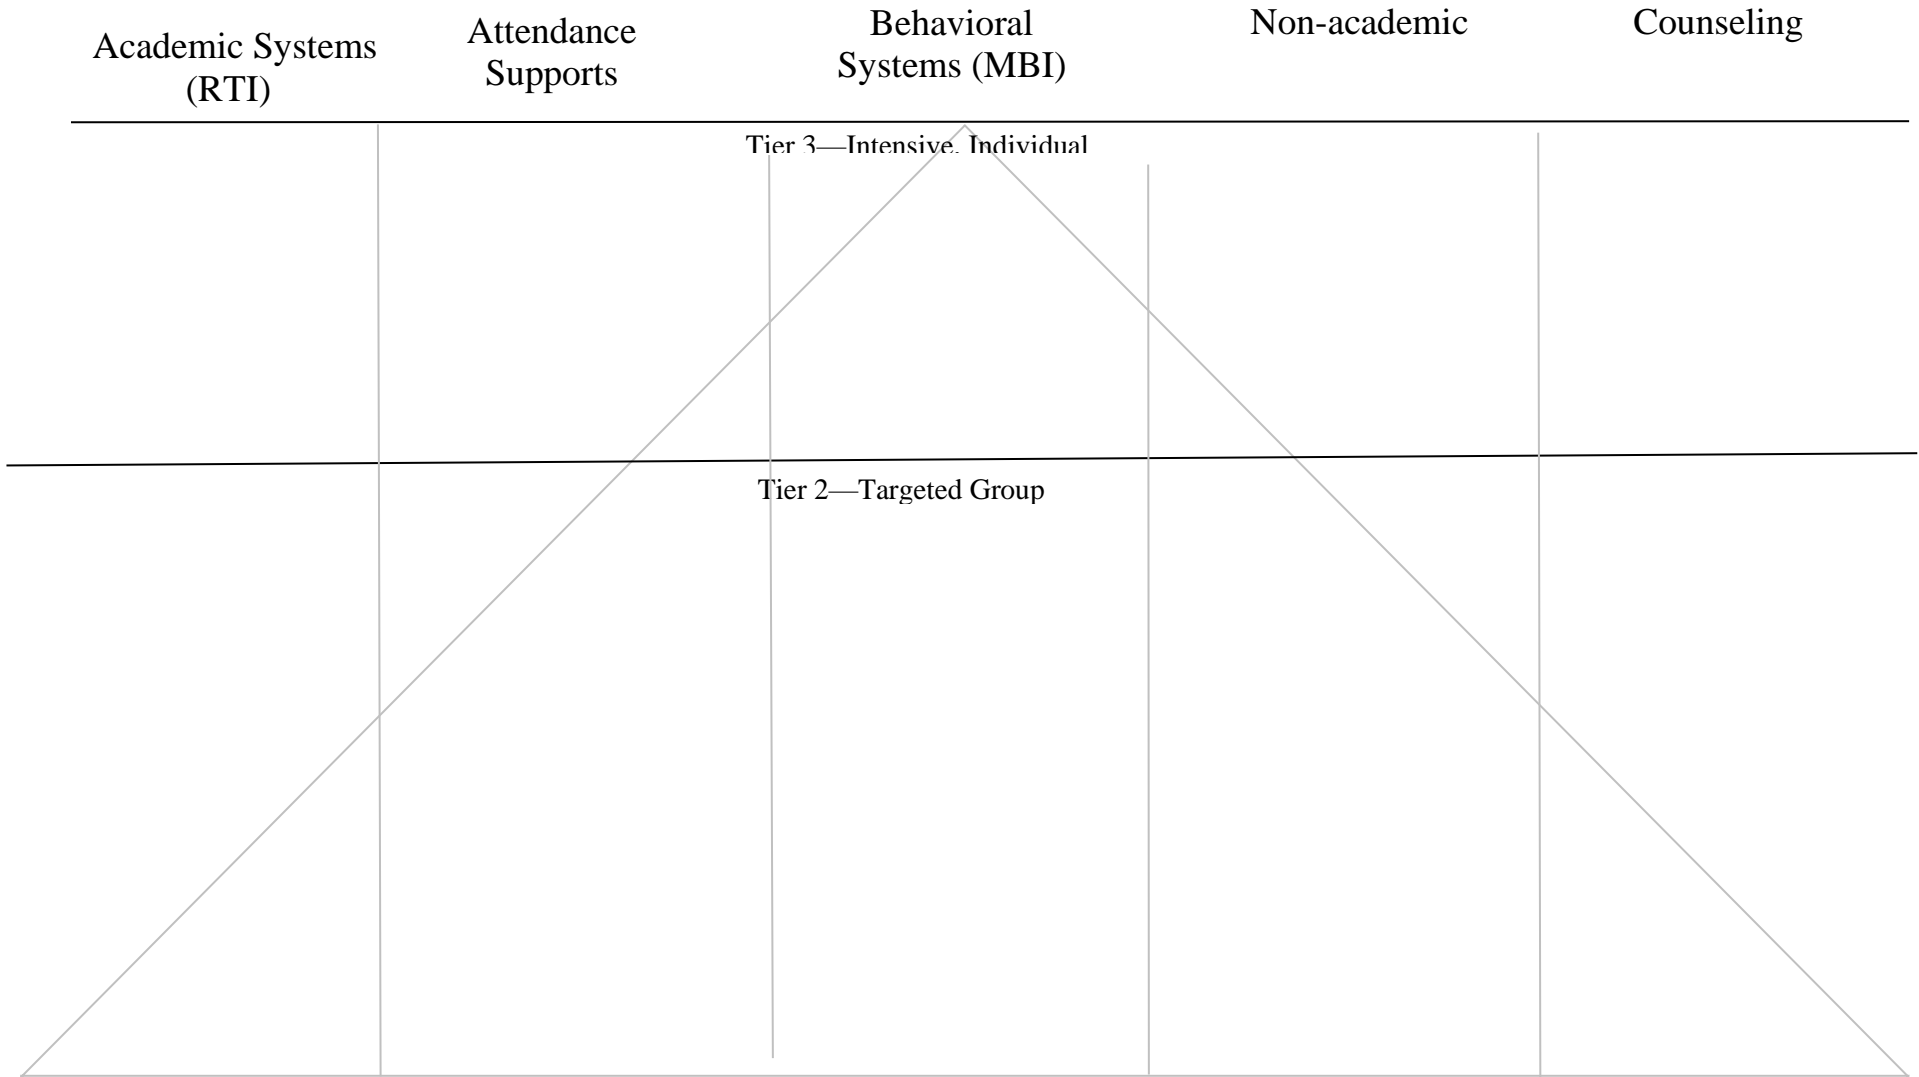 Academic Systems
(RTI)
Attendance
Supports
Behavioral
Systems (MBI)
Non-academic
Counseling
Tier 3—Intensive, Individual
Tier 2—Targeted Group